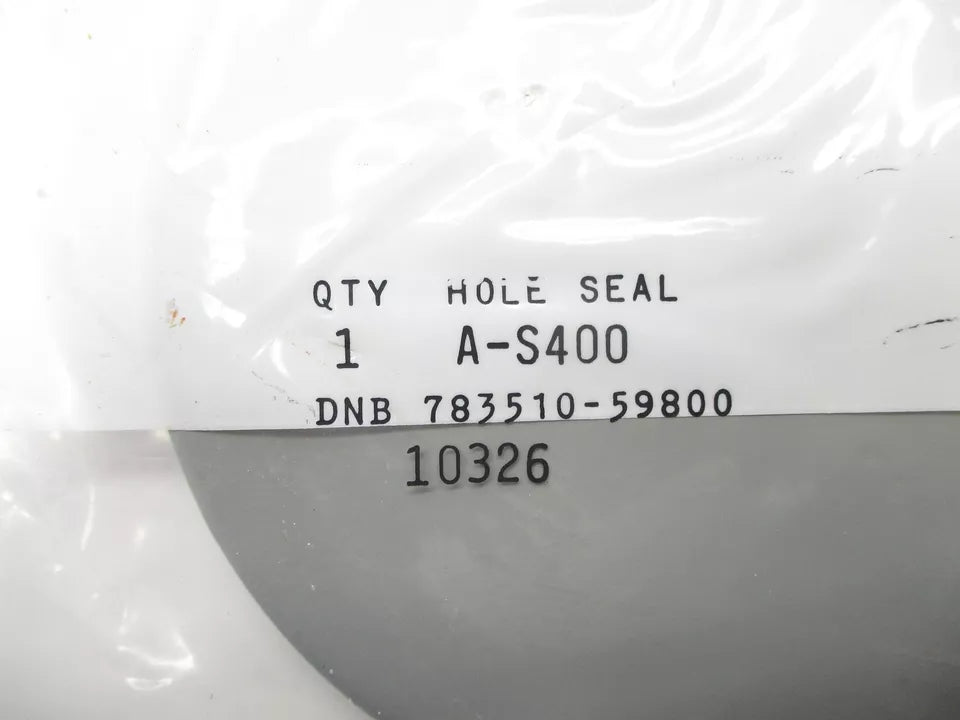 QTY HOLE SEAL
1 A-S400
DNB 783510-59800
10326